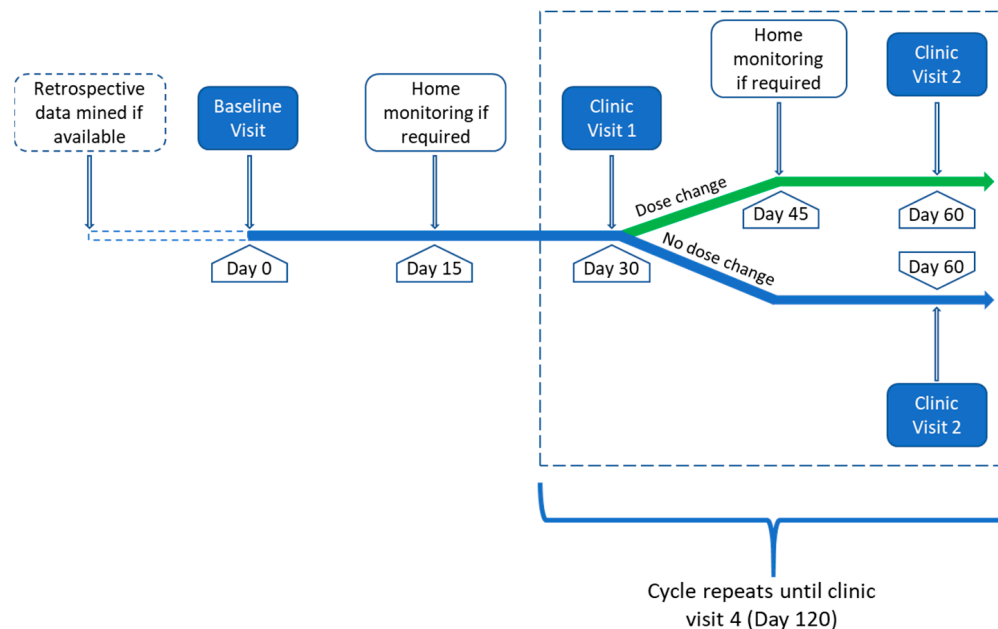 Retrospective
data mined if
available
Baseline
Visit
Home
monitoring if
required
Clinic
Visit 1
Home
monitoring
if required
Clinic
Visit 2
Dose change
No dose change
Day 0
Day 15
Day 30
Day 45
Day 60
Day 60
Clinic
Visit 2
Cycle repeats until clinic
visit 4 (Day 120)